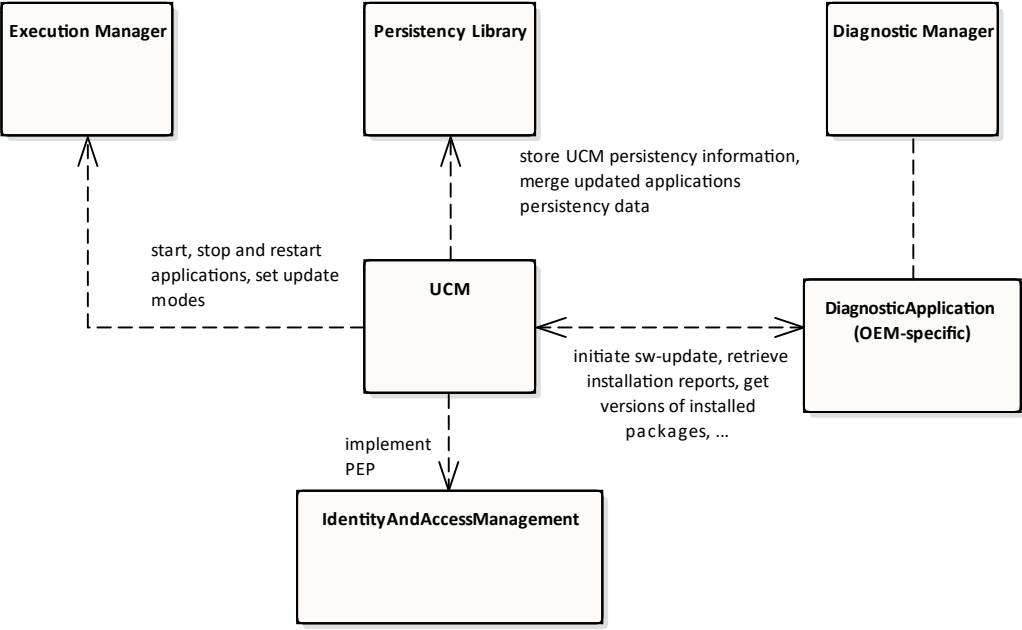 Execution Manager
Persistency Library
Diagnostic Manager
store UCM persistency information,
merge updated applications
persistency data
start, stop and restart
applications, set update
modes
UCM
DiagnosticApplication
(OEM-specific)
initiate sw-update, retrieve
installation reports, get
versions of installed
packages, ...
implement
PEP
IdentityAndAccessManagement